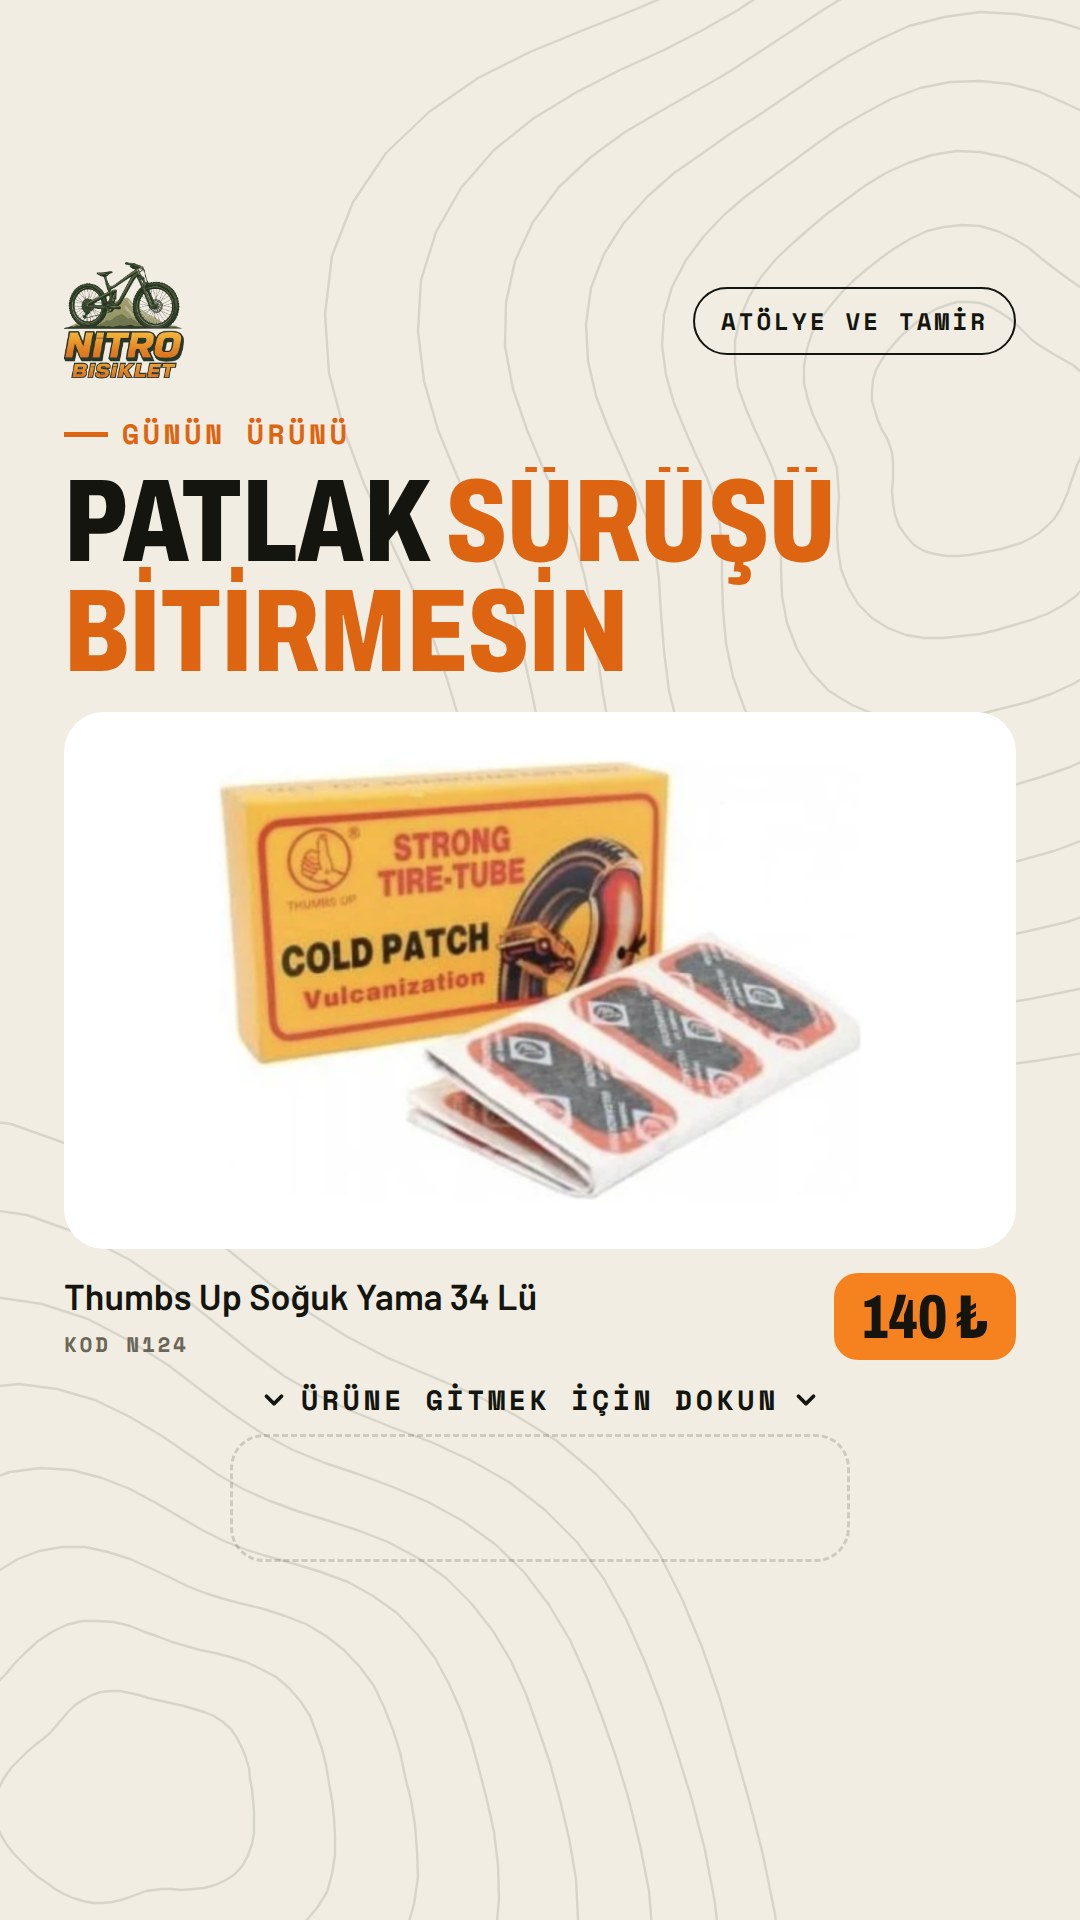 NiTRO
BISIKLET
ATÖLYE VE TAMİR
GÜNÜN ÜRÜNÜ
PATLAK SÜRÜŞÜ
BİTİRMESİN
THUMBS UP
STRONG
TIRE-TUBE
COLD PATCH
Vulcanization
Thumbs Up Soğuk Yama 34 Lü
140 ₺
KOD N124
ÜRÜNE GİTMEK İÇİN DOKUN